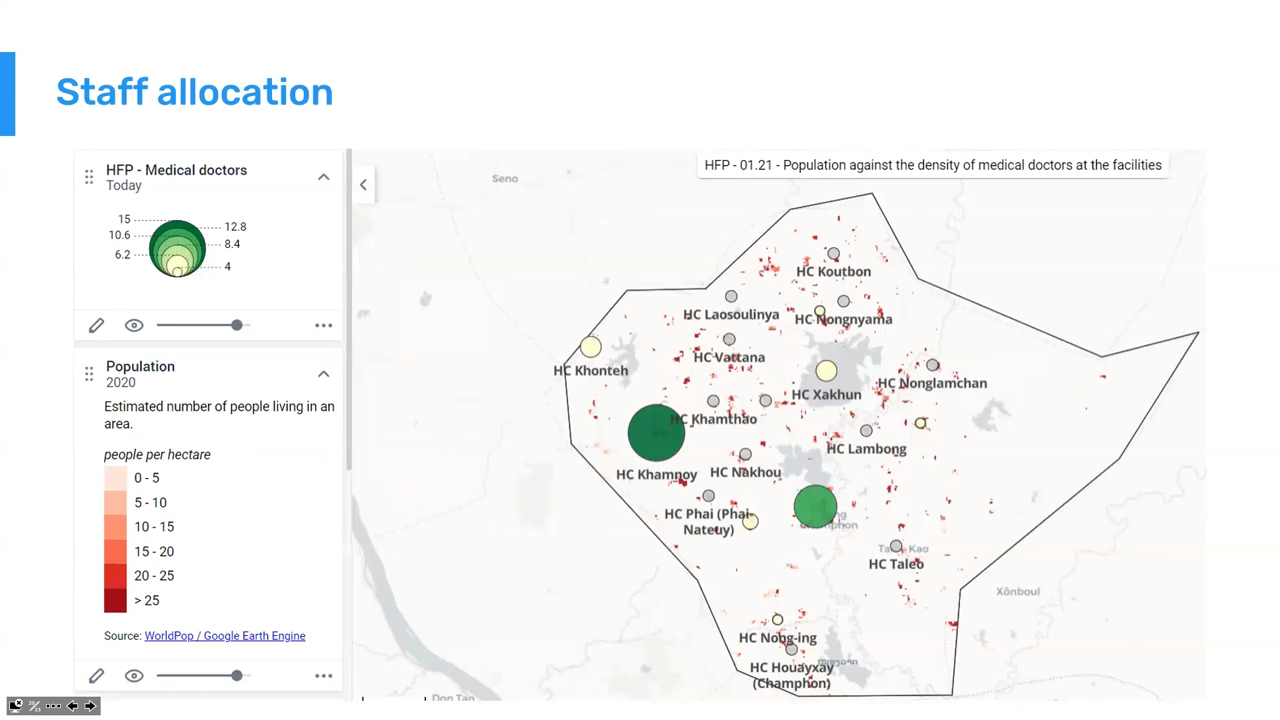 Staff allocation
HFP - Medical doctors
Today
15
12.8
10.6
8.4
6.2
4
Population
2020
Estimated number of people living in an
area.
people per hectare
0 - 5
5 - 10
10 - 15
15 - 20
20 - 25
> 25
Source: WorldPop / Google Earth Engine
HFP - 01.21 - Population against the density of medical doctors at the facilities
Seno
HC Koutbon
HC Laosoulinya
HC Nongnyama
HC Vattana
HC Khonteh
HC Nonglamchan
HC Xakhun
HC Khamthao
HC Lambong
HC Khamnoy
HC Nakhou
HC Phai (Phai-
Nateuy)
HC Taleo
Xônboul
HC Nong-ing
HC Houayxay
(Champhon)
Don Tan